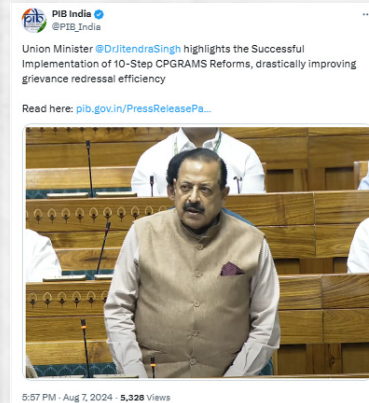 PIB India
@PIB_India
Union Minister @DrJitendraSingh highlights the Successful
Implementation of 10-Step CPGRAMS Reforms, drastically improving
grievance redressal efficiency
Read here: pib.gov.in/PressReleasePa...
5:57 PM · Aug 7, 2024 · 5,328 Views